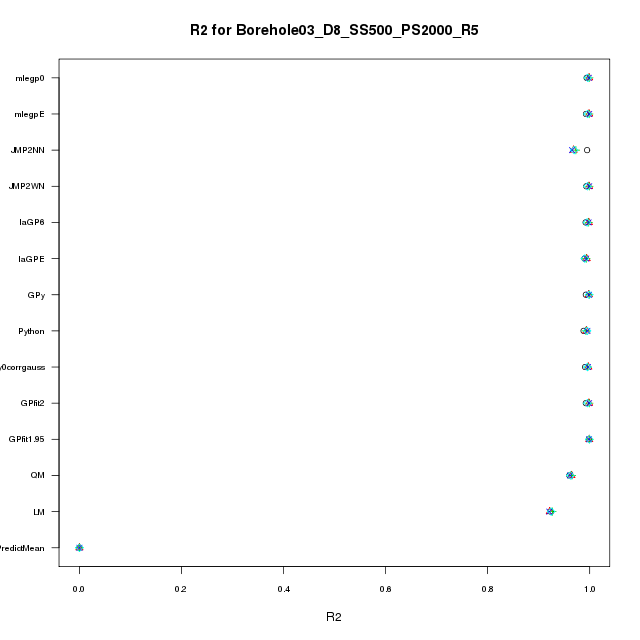 R2 for Borehole03_D8_SS500_PS2000_R5
mlegp0
mlegpE
JMP2NN
JMP2WN
laGP6
laGPE
GPy
Python
y0corrgauss
GPfit2
GPfit1.95
QM
LM
PredictMean
0.0 0.2 0.4 0.6 0.8 1.0
R2